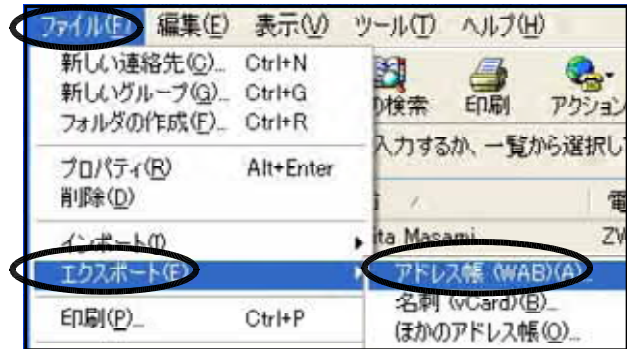 ファイル(F) 編集(E) 表示(V) ツール(T) ヘルプ(H)
新しい連絡先(C)... Ctrl+N
新しいグループ(G)... Ctrl+G
フォルダの作成(F)... Ctrl+R
の検索 印刷 アクション
入力するか、一覧から選択し
プロパティ(R) Alt+Enter
削除(D)
電
インポート(I)
ita Masami
エクスポート(E)
アドレス帳 (WAB)(A)...
名刺 (vCard)(B)...
印刷(P)... Ctrl+P
ほかのアドレス帳(O)...